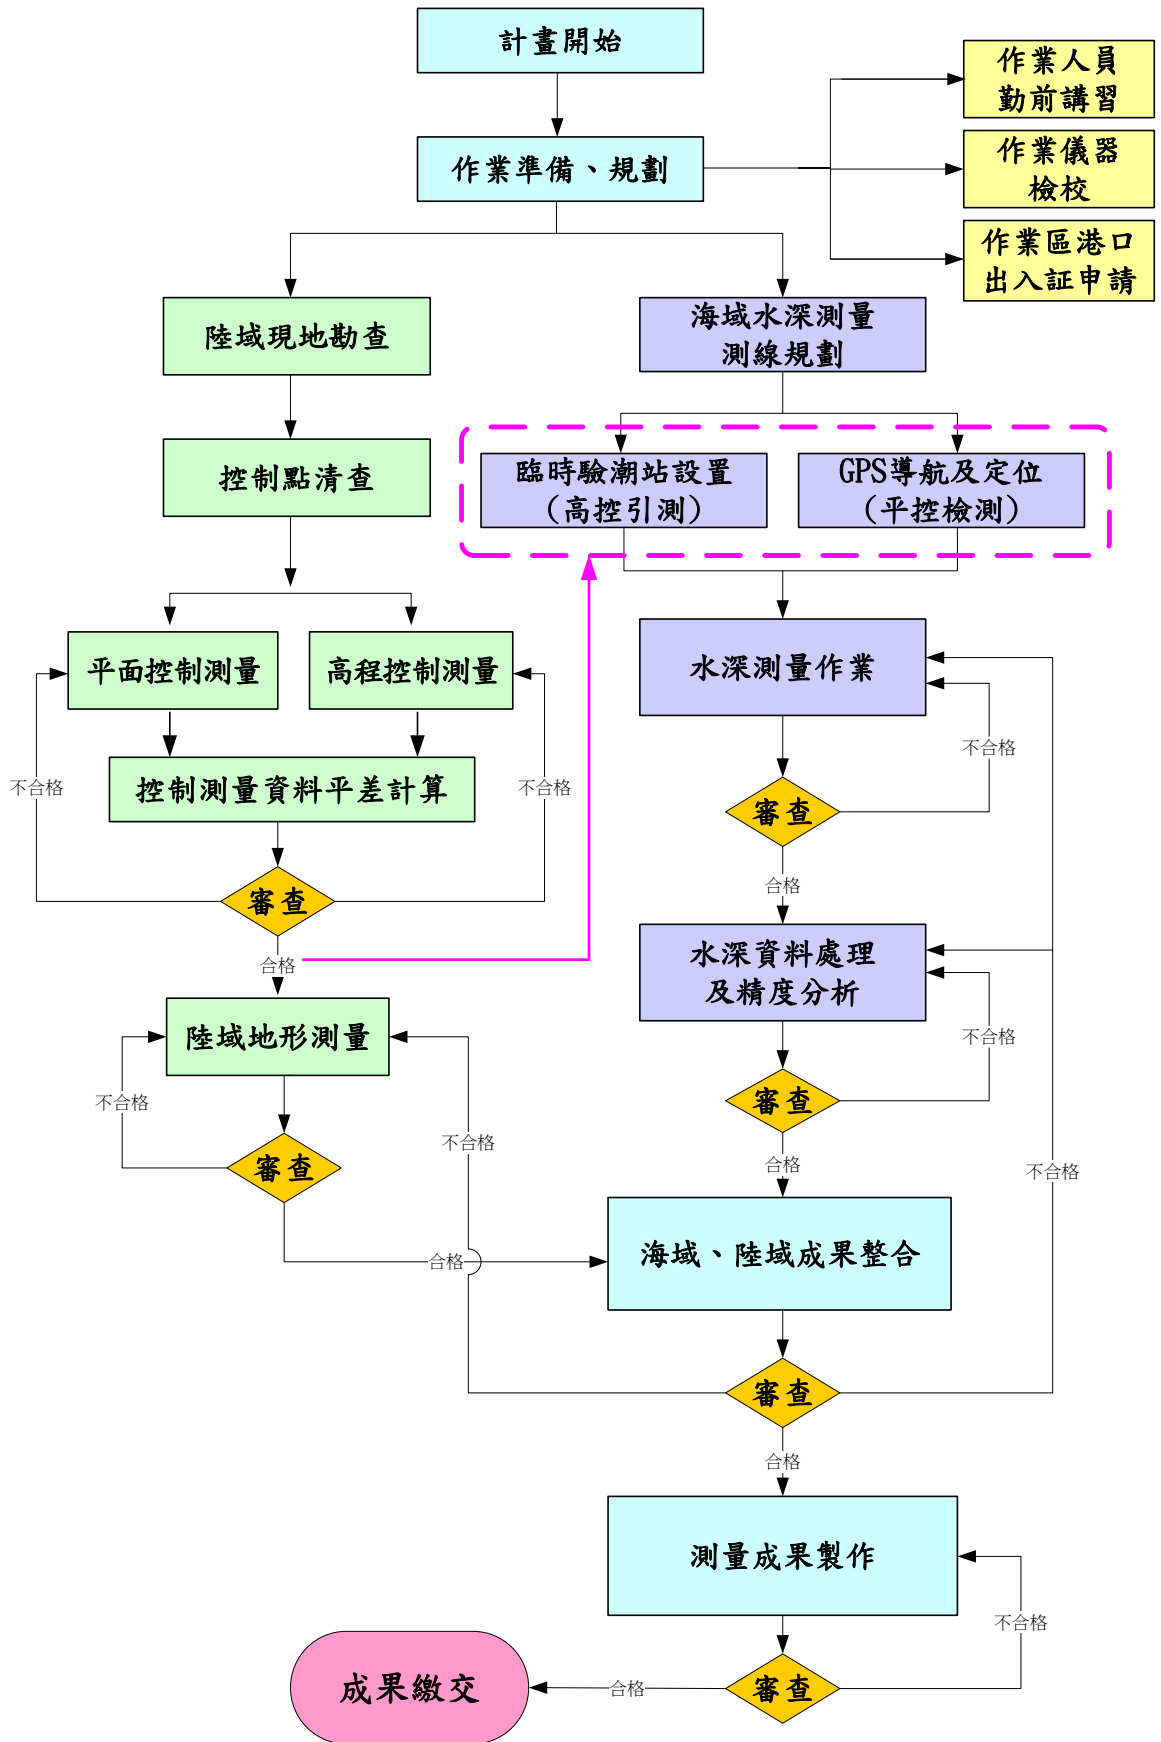 計畫開始
作業人員
勤前講習
作業準備、規劃
作業儀器
檢校
作業區港口
出入証申請
陸域現地勘查
海域水深測量
測線規劃
控制點清查
臨時驗潮站設置
(高控引測)
GPS導航及定位
(平控檢測)
平面控制測量
高程控制測量
水深測量作業
不合格
控制測量資料平差計算
不合格
不合格
審查
審查
合格
合格
水深資料處理
及精度分析
陸域地形測量
不合格
不合格
審查
不合格
審查
合格
不合格
海域、陸域成果整合
合格
審查
合格
測量成果製作
不合格
成果繳交
合格
審查